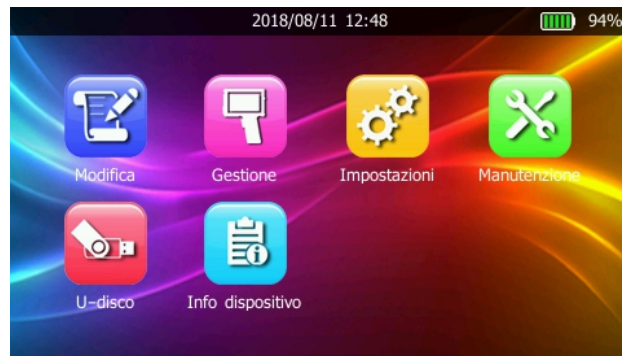 2018/08/11 12:48 94%
Modifica Gestione Impostazioni Manutenzione
U-disco Info dispositivo